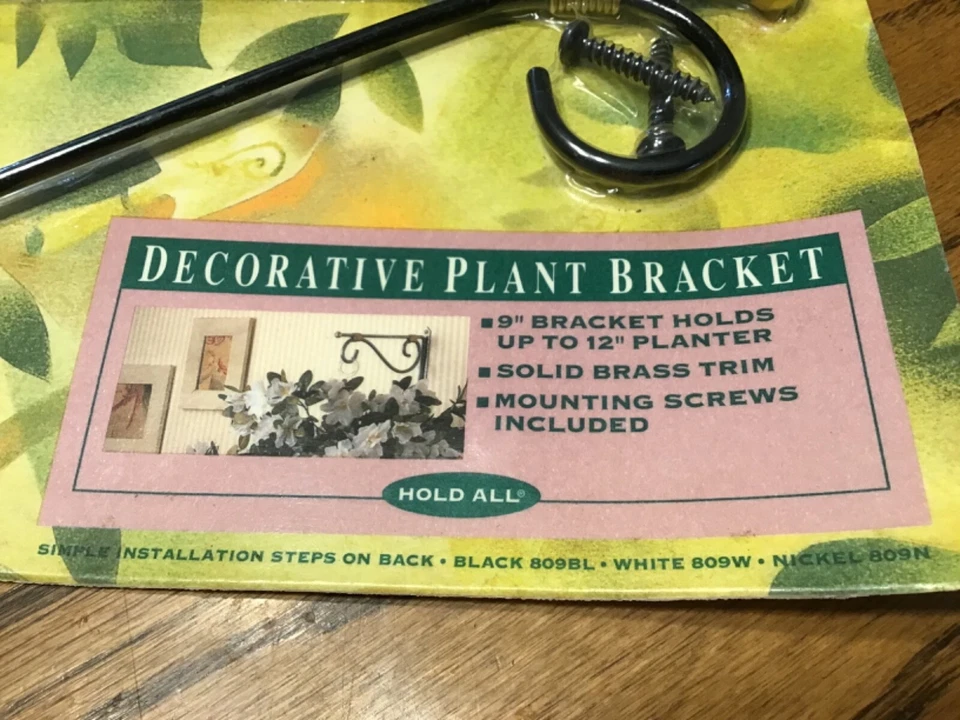 DECORATIVE PLANT BRACKET
■ 9" BRACKET HOLDS
UP TO 12" PLANTER
■ SOLID BRASS TRIM
■ MOUNTING SCREWS
INCLUDED
HOLD ALL®
SIMPLE INSTALLATION STEPS ON BACK • BLACK 809BL • WHITE 809W • NICKEL 809N